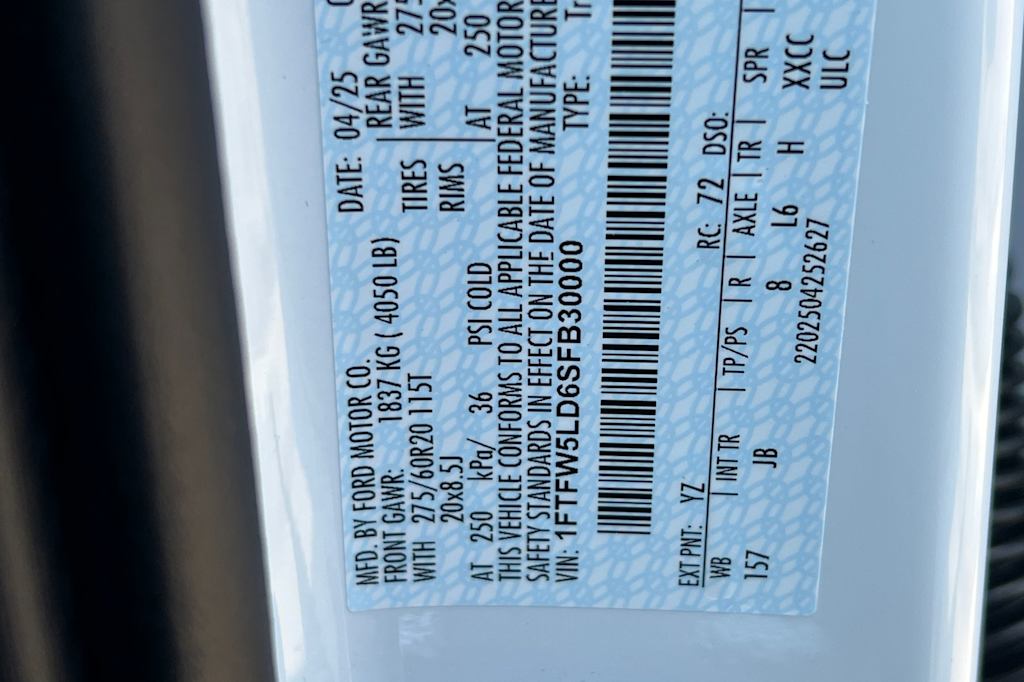 MFD. BY FORD MOTOR CO.
DATE: 04/25
FRONT GAWR: 1837 KG ( 4050 LB)
REAR GAWR
WITH 275/60R20 115T TIRES WITH
20x8.5J RIMS
AT 250 kPa/ 36 PSI COLD AT 250
THIS VEHICLE CONFORMS TO ALL APPLICABLE FEDERAL MOTOR
SAFETY STANDARDS IN EFFECT ON THE DATE OF MANUFACTURE
VIN: 1FTFW5LD6SFB30000 TYPE:
EXT PNT: YZ RC: 72 DSO:
WB | INT TR | TP/PS | R | AXLE | TR | SPR |
157 JB 8 L6 H XXCC
2202504252627 ULC